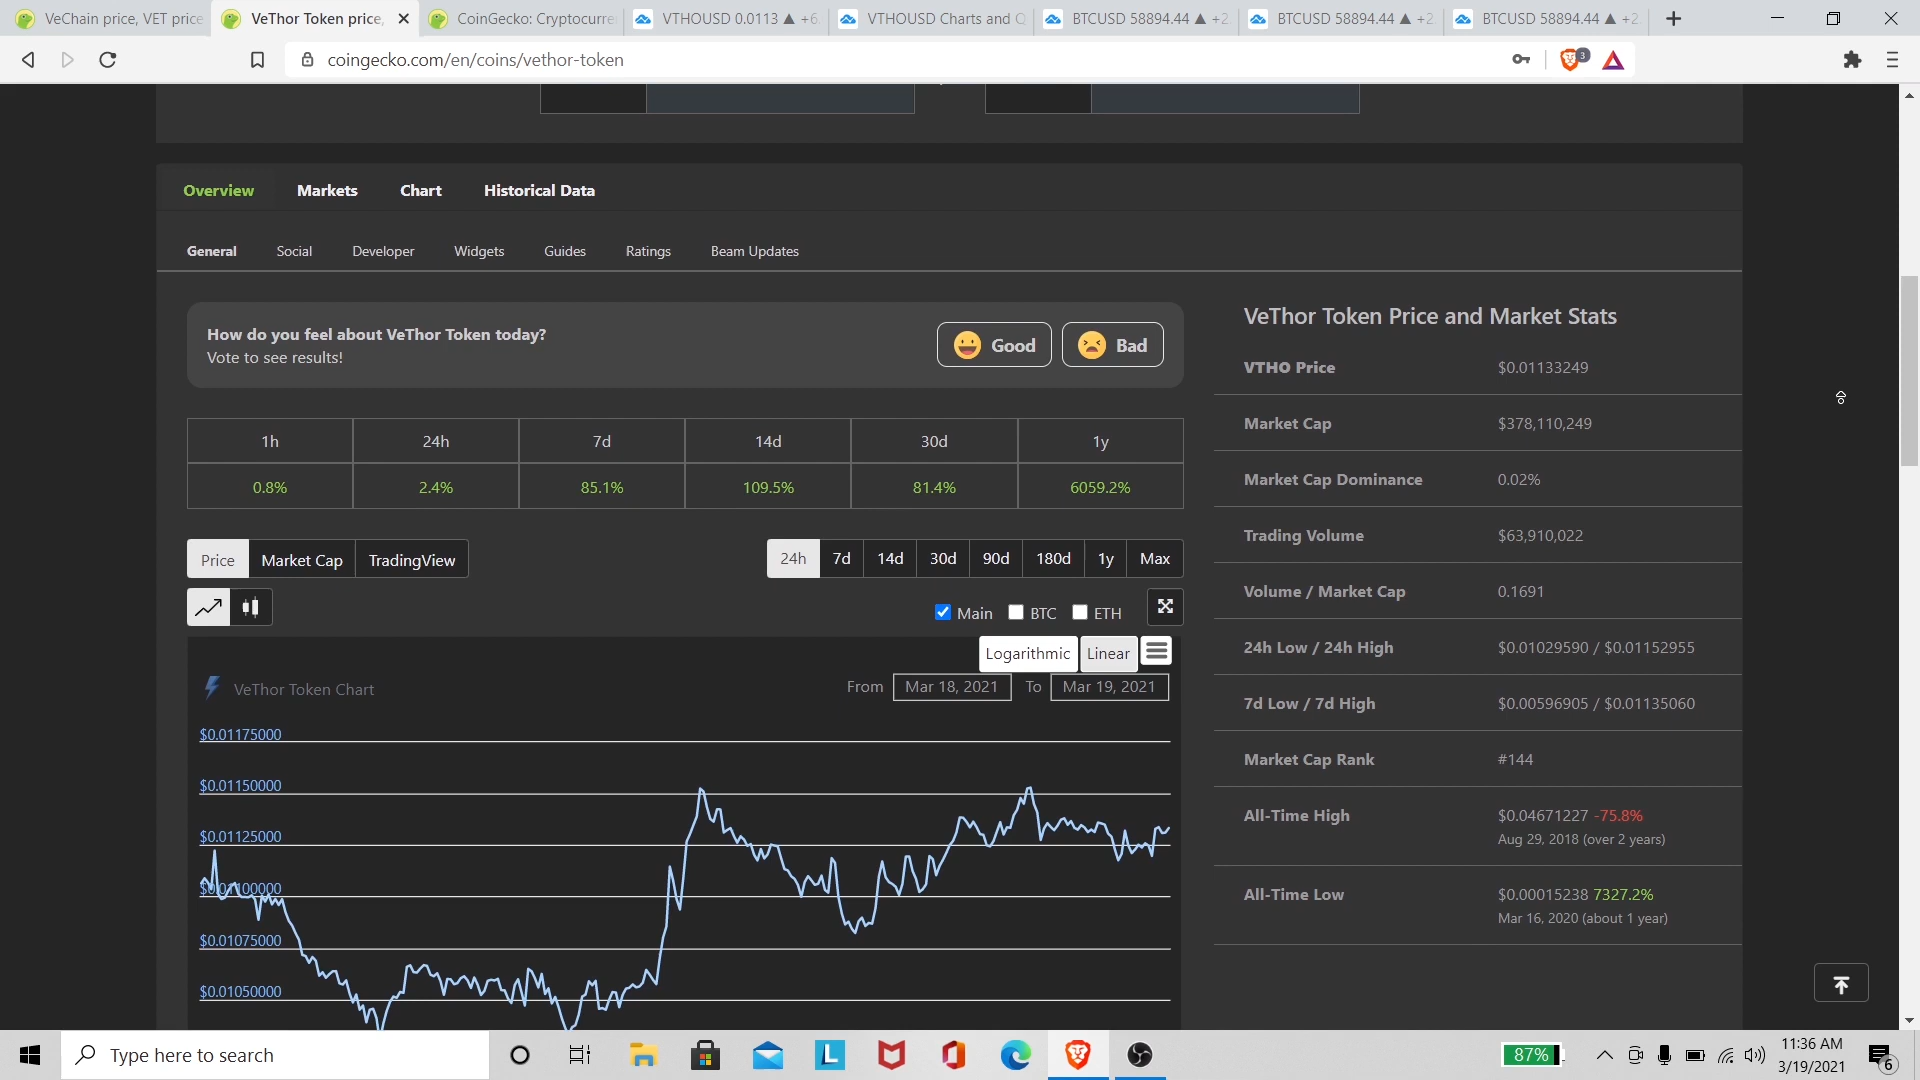 VeChain price, VET price
VeThor Token price,
CoinGecko: Cryptocurre
VTHOUSD 0.0113 ▲ +6.
VTHOUSD Charts and Q
BTCUSD 58894.44 ▲ +2
BTCUSD 58894.44 ▲ +2
BTCUSD 58894.44 ▲ +2
coingecko.com/en/coins/vethor-token
3
Overview
Markets
Chart
Historical Data
General
Social
Developer
Widgets
Guides
Ratings
Beam Updates
How do you feel about VeThor Token today?
Vote to see results!
Good
Bad
1h 24h 7d 14d 30d 1y
0.8% 2.4% 85.1% 109.5% 81.4% 6059.2%
Price Market Cap TradingView
24h 7d 14d 30d 90d 180d 1y Max
Main BTC ETH
Logarithmic Linear
VeThor Token Chart
From Mar 18, 2021 To Mar 19, 2021
$0.01175000
$0.01150000
$0.01125000
$0.01100000
$0.01075000
$0.01050000
VeThor Token Price and Market Stats
VTHO Price $0.01133249
Market Cap $378,110,249
Market Cap Dominance 0.02%
Trading Volume $63,910,022
Volume / Market Cap 0.1691
24h Low / 24h High $0.01029590 / $0.01152955
7d Low / 7d High $0.00596905 / $0.01135060
Market Cap Rank #144
All-Time High $0.04671227 -75.8%
Aug 29, 2018 (over 2 years)
All-Time Low $0.00015238 7327.2%
Mar 16, 2020 (about 1 year)
Type here to search
L
87%
11:36 AM
3/19/2021
6